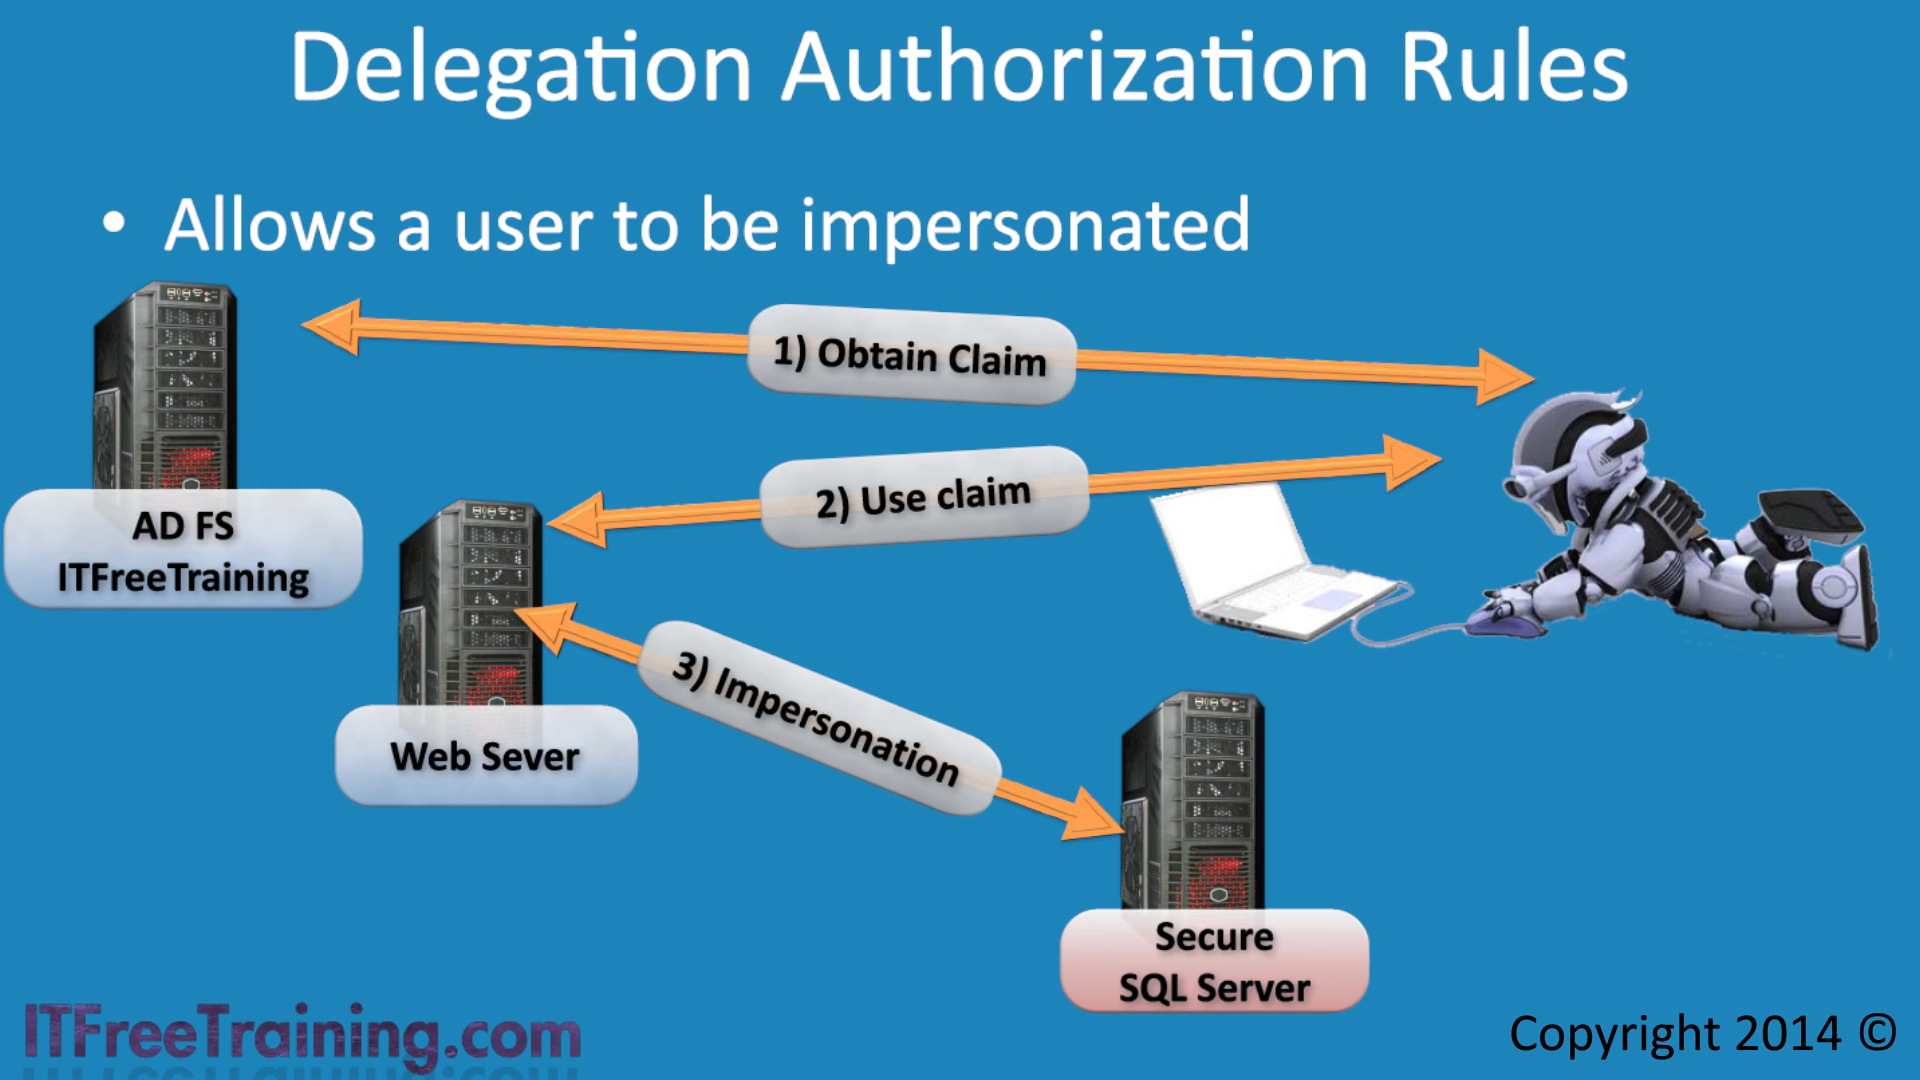 Delegation Authorization Rules
• Allows a user to be impersonated
1) Obtain Claim
2) Use claim
AD FS
ITFreeTraining
3) Impersonation
Web Sever
Secure
SQL Server
ITFreeTraining.com
Copyright 2014 ©